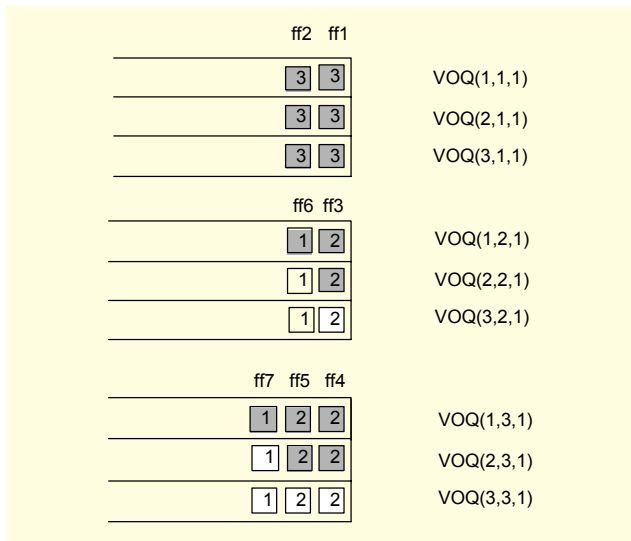 ff2 ff1
3 3 VOQ(1,1,1)
3 3 VOQ(2,1,1)
3 3 VOQ(3,1,1)
ff6 ff3
1 2 VOQ(1,2,1)
1 2 VOQ(2,2,1)
1 2 VOQ(3,2,1)
ff7 ff5 ff4
1 2 2 VOQ(1,3,1)
1 2 2 VOQ(2,3,1)
1 2 2 VOQ(3,3,1)